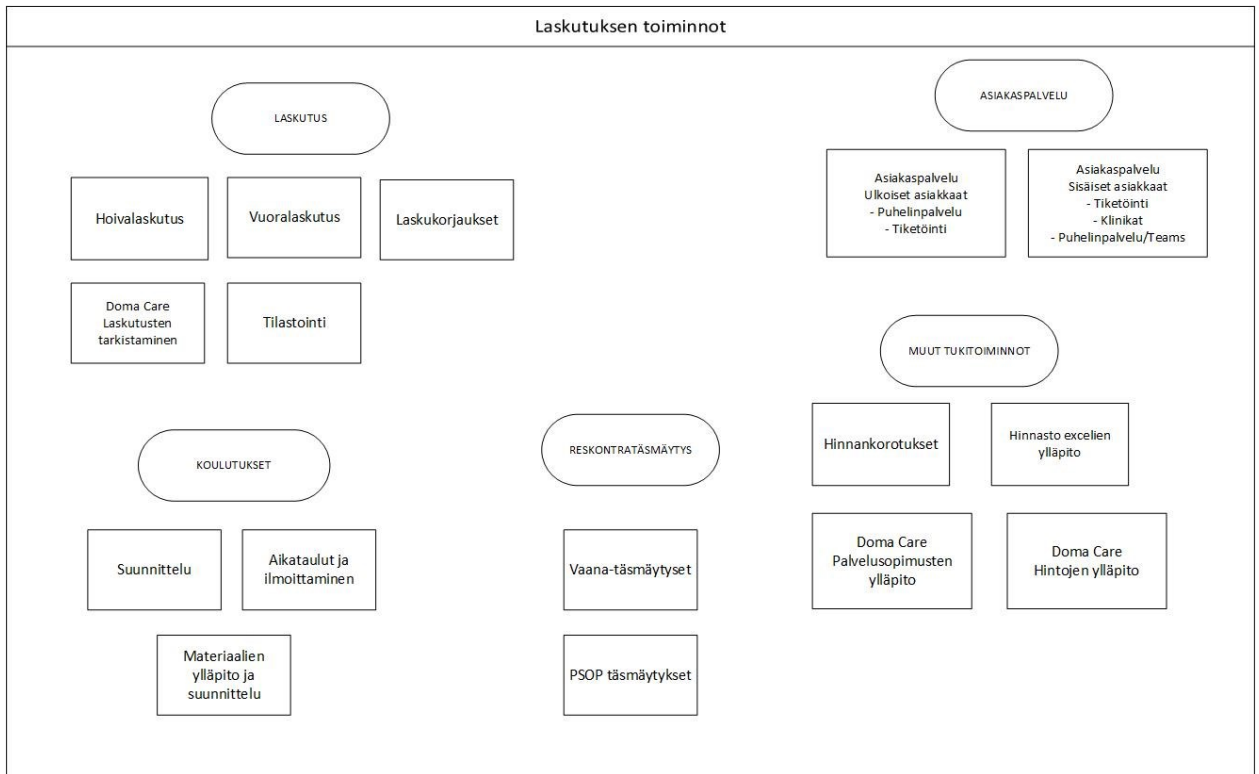 Laskutuksen toiminnot
LASKUTUS
Hoivalaskutus
Vuoralaskutus
Laskukorjaukset
Doma Care
Laskutusten
tarkistaminen
Tilastointi
ASIAKASPALVELU
Asiakaspalvelu
Ulkoiset asiakkaat
- Puhelinpalvelu
- Tiketöinti
Asiakaspalvelu
Sisäiset asiakkaat
- Tiketöinti
- Klinikat
- Puhelinpalvelu/Teams
MUUT TUKITOIMINNOT
Hinnankorotukset
Hinnasto excelien
ylläpito
Doma Care
Palvelusopimusten
ylläpito
Doma Care
Hintojen ylläpito
KOULUTUKSET
Suunnittelu
Aikataulut ja
ilmoittaminen
Materiaalien
ylläpito ja
suunnittelu
RESKONTRATÄSMÄYTYS
Vaana-täsmäytyset
PSOP täsmäytykset